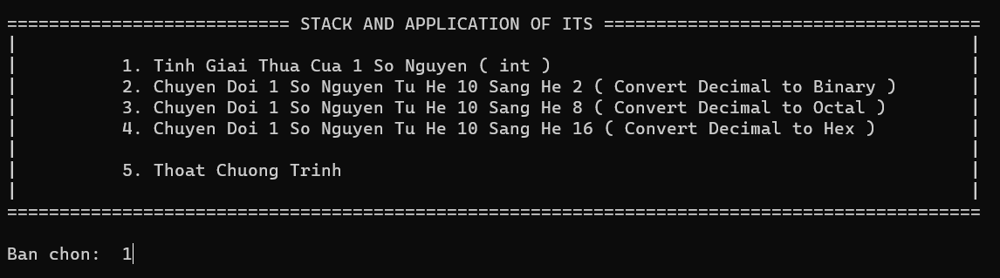 =========================== STACK AND APPLICATION OF ITS ====================================
1. Tinh Giai Thua Cua 1 So Nguyen ( int )
2. Chuyen Doi 1 So Nguyen Tu He 10 Sang He 2 ( Convert Decimal to Binary )
3. Chuyen Doi 1 So Nguyen Tu He 10 Sang He 8 ( Convert Decimal to Octal )
4. Chuyen Doi 1 So Nguyen Tu He 10 Sang He 16 ( Convert Decimal to Hex )
5. Thoat Chuong Trinh
=============================================================================================
Ban chon: 1